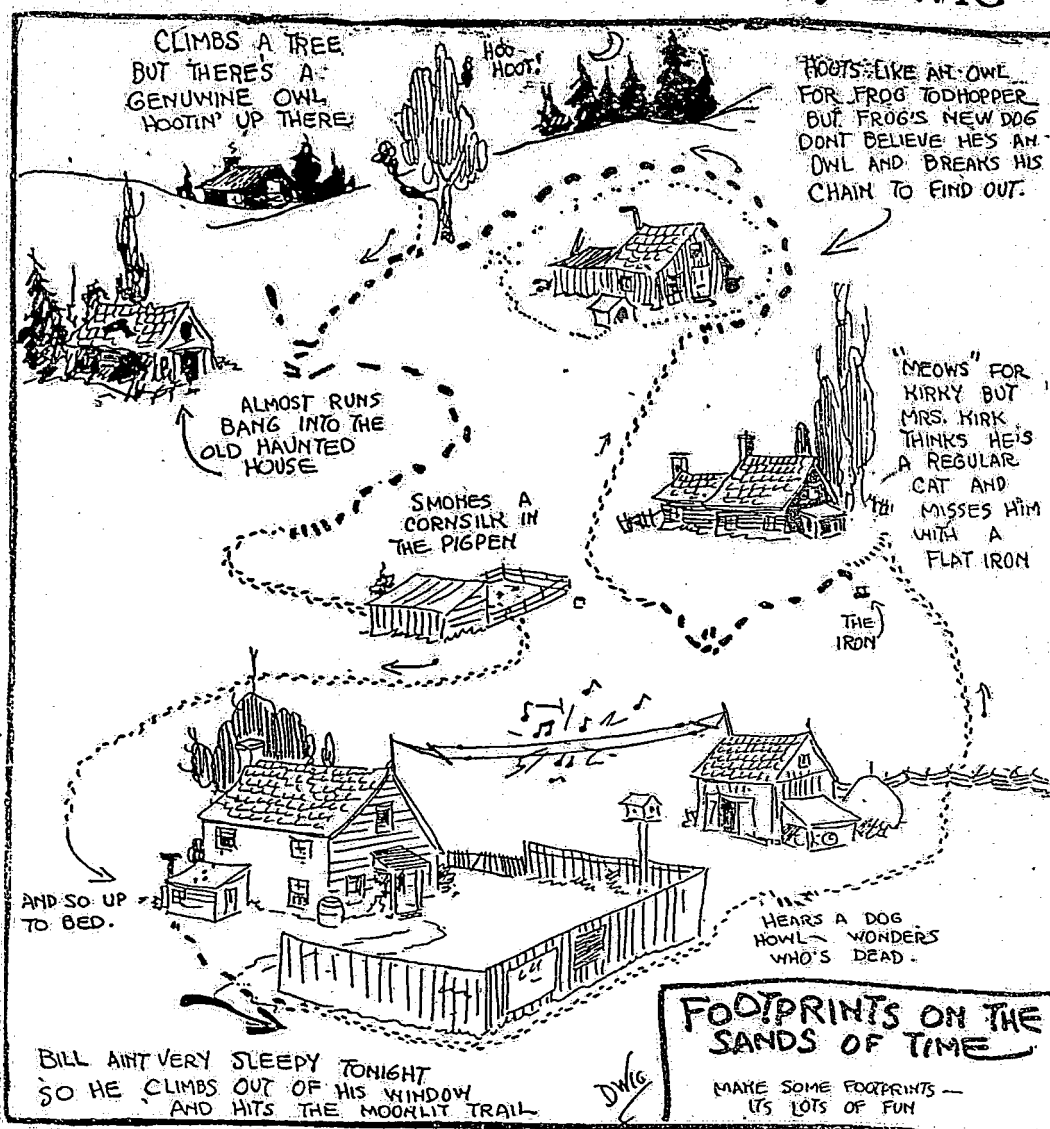 CLIMBS A TREE
BUT THERE'S A
GENUWINE OWL
HOOTIN' UP THERE
HOO-
HOOT!
HOOTS LIKE AN OWL
FOR FROG TODHOPPER
BUT FROG'S NEW DOG
DONT BELIEVE HE'S AN
OWL AND BREAKS HIS
CHAIN TO FIND OUT.
ALMOST RUNS
BANG INTO THE
OLD HAUNTED
HOUSE
"MEOWS" FOR
KIRKY BUT
MRS. KIRK
THINKS HE'S
A REGULAR
CAT AND
MISSES HIM
WITH A
FLAT IRON
SMOKES A
CORNSILK IN
THE PIGPEN
THE
IRON
AND SO UP
TO BED.
HEARS A DOG
HOWL — WONDERS
WHO'S DEAD.
BILL AINT VERY SLEEPY TONIGHT
SO HE CLIMBS OUT OF HIS WINDOW
AND HITS THE MOONLIT TRAIL
DWIG
FOOTPRINTS ON THE
SANDS OF TIME
MAKE SOME FOOTPRINTS —
ITS LOTS OF FUN